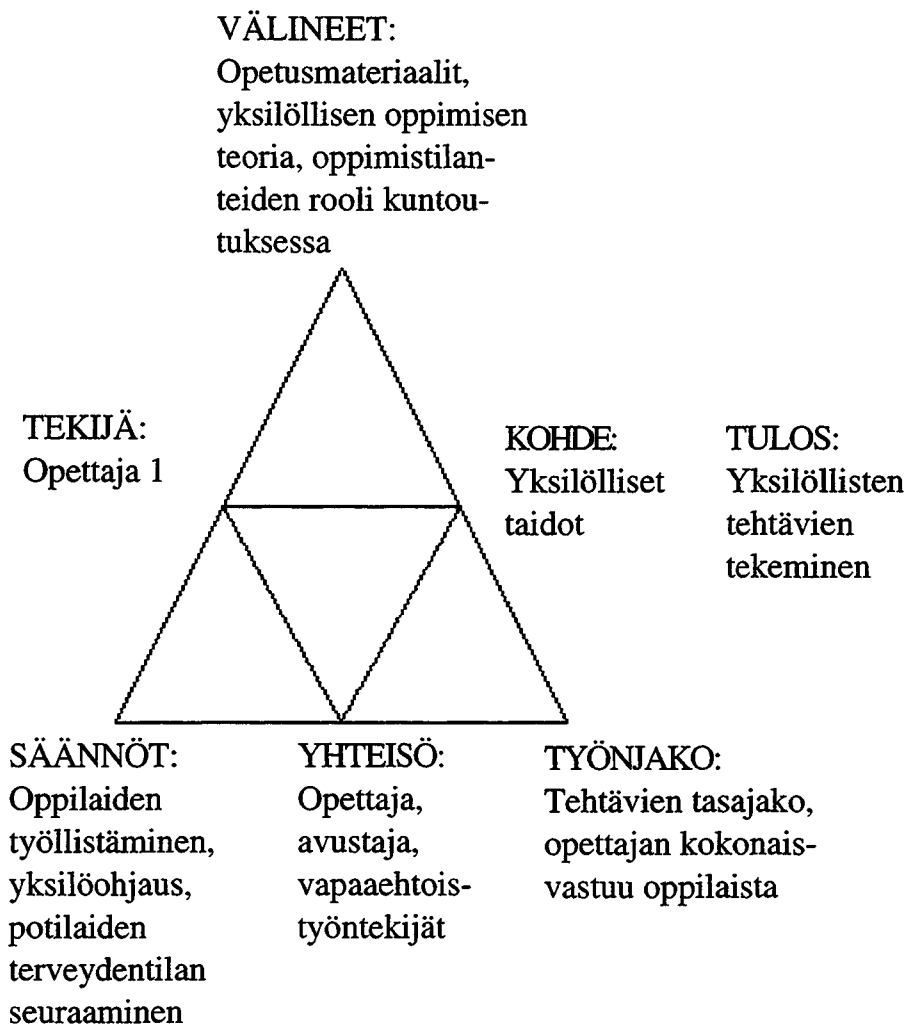 VÄLINEET:
Opetusmateriaalit,
yksilöllisen oppimisen
teoria, oppimistilan-
teiden rooli kuntou-
tuksessa
TEKIJÄ:
Opettaja 1
KOHDE:
Yksilölliset
taidot
TULOS:
Yksilöllisten
tehtävien
tekeminen
SÄÄNNÖT:
Oppilaiden
työllistäminen,
yksilöohjaus,
potilaiden
terveydentilan
seuraaminen
YHTEISÖ:
Opettaja,
avustaja,
vapaaehtois-
työntekijät
TYÖNJAKO:
Tehtävien tasajako,
opettajan kokonais-
vastuu oppilaista